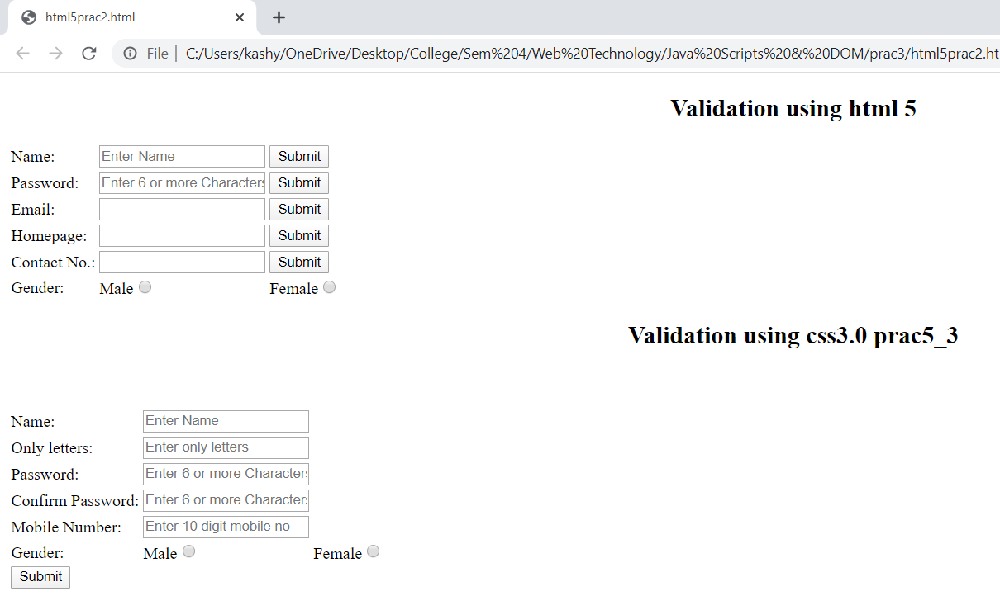 html5prac2.html
File | C:/Users/kashy/OneDrive/Desktop/College/Sem%204/Web%20Technology/Java%20Scripts%20&%20DOM/prac3/html5prac2.ht
Validation using html 5
Name: Enter Name Submit
Password: Enter 6 or more Characters Submit
Email: Submit
Homepage: Submit
Contact No.: Submit
Gender: Male Female
Validation using css3.0 prac5_3
Name: Enter Name
Only letters: Enter only letters
Password: Enter 6 or more Characters
Confirm Password: Enter 6 or more Characters
Mobile Number: Enter 10 digit mobile no
Gender: Male Female
Submit